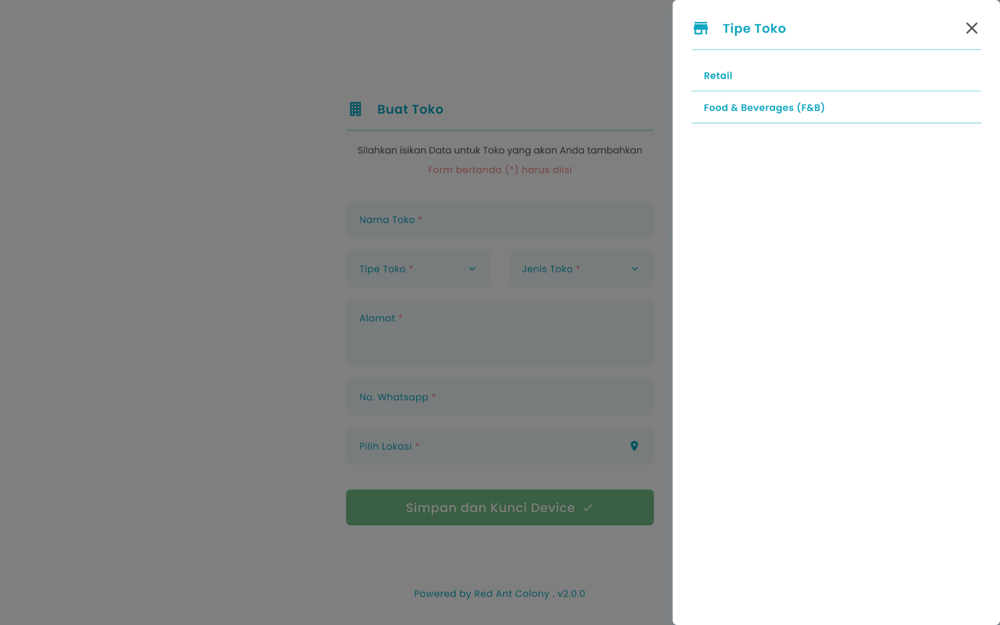 Buat Toko
Silahkan isikan Data untuk Toko yang akan Anda tambahkan
Form bertanda (*) harus diisi
Nama Toko *
Tipe Toko *
Jenis Toko *
Alamat *
No. Whatsapp *
Pilih Lokasi *
Simpan dan Kunci Device
Powered by Red Ant Colony . v2.0.0
Tipe Toko
Retail
Food & Beverages (F&B)